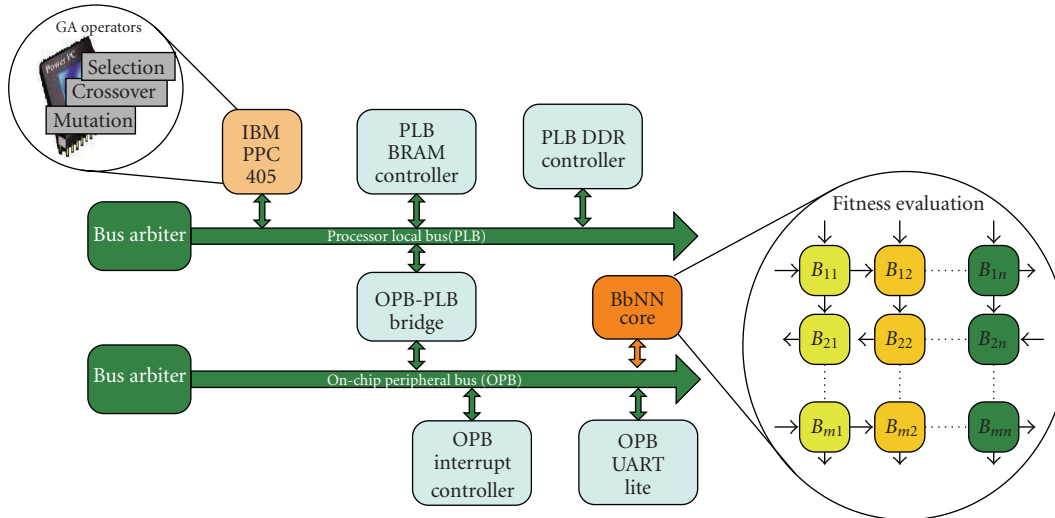 GA operators
Power PC
Selection
Crossover
Mutation
IBM
PPC
405
PLB
BRAM
controller
PLB DDR
controller
Bus arbiter
Processor local bus(PLB)
OPB-PLB
bridge
BbNN
core
Bus arbiter
On-chip peripheral bus (OPB)
OPB
interrupt
controller
OPB
UART
lite
Fitness evaluation
B11 B12 B1n
B21 B22 B2n
Bm1 Bm2 Bmn